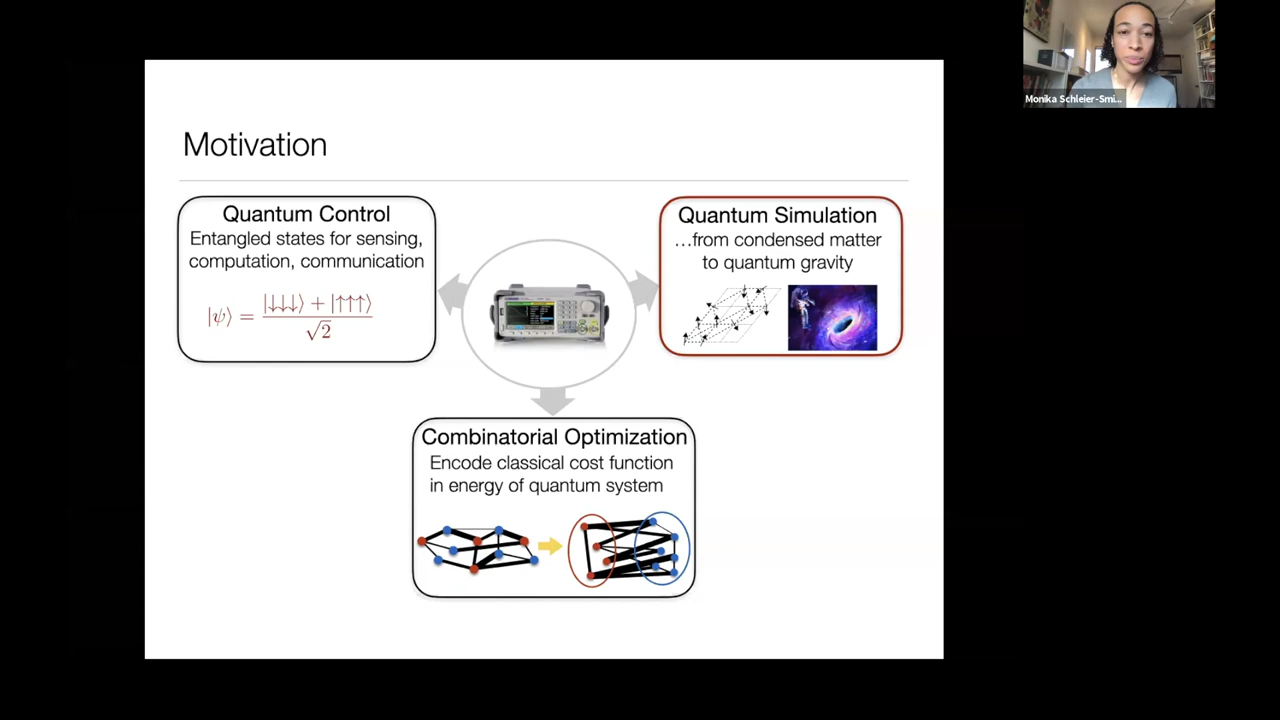 Motivation
Quantum Control
Entangled states for sensing,
computation, communication
|ψ⟩ = (|↓↓↓⟩ + |↑↑↑⟩) / √2
Quantum Simulation
…from condensed matter
to quantum gravity
Combinatorial Optimization
Encode classical cost function
in energy of quantum system
Monika Schleier-Smi...